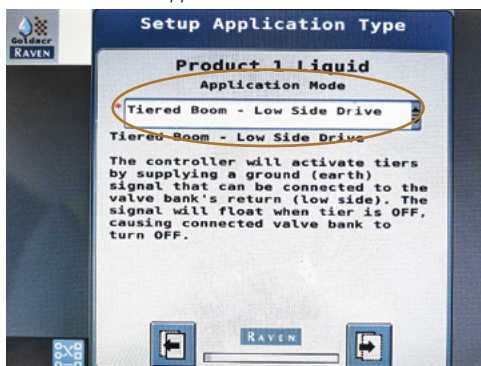 Setup Application Type
Goldacr
RAVEN
Product 1 Liquid
Application Mode
* Tiered Boom - Low Side Drive
Tiered Boom - Low Side Drive
The controller will activate tiers
by supplying a ground (earth)
signal that can be connected to the
valve bank's return (low side). The
signal will float when tier is OFF,
causing connected valve bank to
turn OFF.
RAVEN